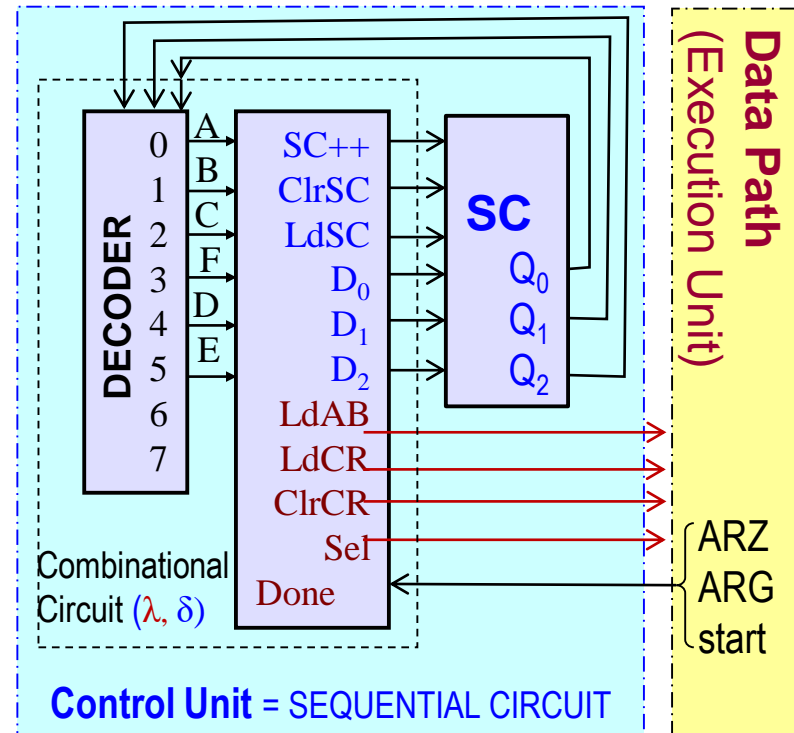 DECODER
0
1
2
3
4
5
6
7
A
B
C
F
D
E
SC++
ClrSC
LdSC
D₀
D₁
D₂
LdAB
LdCR
ClrCR
Sel
Done
SC
Q₀
Q₁
Q₂
Combinational
Circuit (λ, δ)
Control Unit = SEQUENTIAL CIRCUIT
Data Path
(Execution Unit)
ARZ
ARG
start